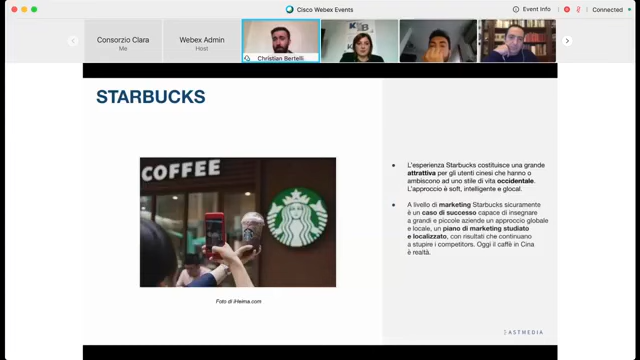 Cisco Webex Events
Event info
Connected
Consorzio Clara
Me
Webex Admin
Host
Christian Bertelli
STARBUCKS
COFFEE
Foto di iHeima.com
L'esperienza Starbucks costituisce una grande
attrattiva per gli utenti cinesi che hanno o
ambiscono ad uno stile di vita occidentale.
L'approccio è soft, intelligente e glocal.
A livello di marketing Starbucks sicuramente
è un caso di successo capace di insegnare
a grandi e piccole aziende un approccio globale
e locale, un piano di marketing studiato
e localizzato, con risultati che continuano
a stupire i competitors. Oggi il caffè in Cina
è realtà.
EASTMEDIA